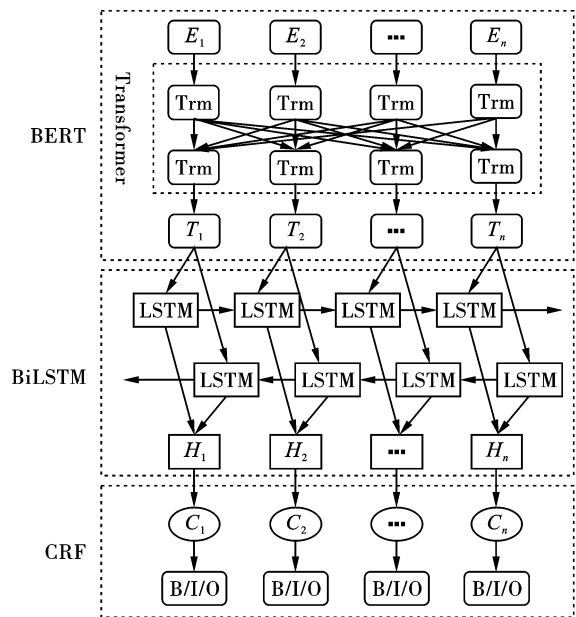 E1 E2 ... En
Transformer
Trm Trm Trm Trm
BERT
Trm Trm Trm Trm
T1 T2 ... Tn
LSTM LSTM LSTM LSTM
BiLSTM
LSTM LSTM LSTM LSTM
H1 H2 ... Hn
C1 C2 ... Cn
CRF
B/I/O B/I/O B/I/O B/I/O